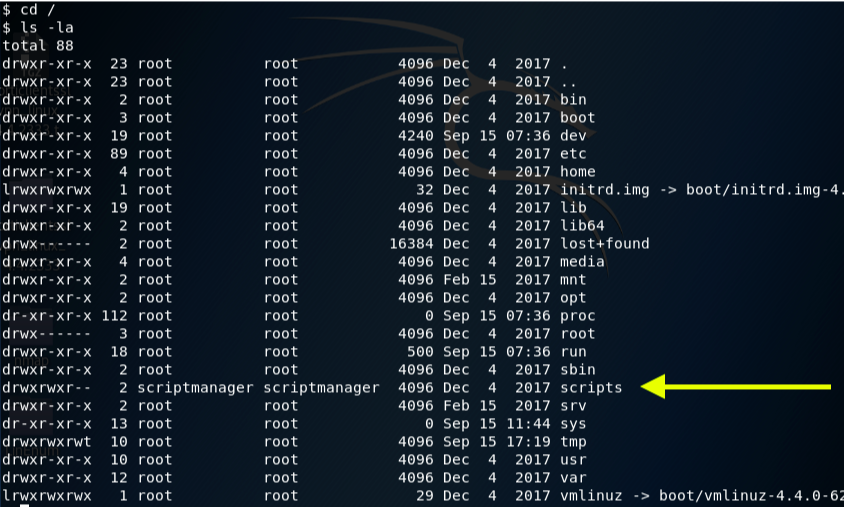 $ cd /
$ ls -la
total 88
drwxr-xr-x  23 root          root           4096 Dec  4  2017 .
drwxr-xr-x  23 root          root           4096 Dec  4  2017 ..
drwxr-xr-x   2 root          root           4096 Dec  4  2017 bin
drwxr-xr-x   3 root          root           4096 Dec  4  2017 boot
drwxr-xr-x  19 root          root           4240 Sep 15 07:36 dev
drwxr-xr-x  89 root          root           4096 Dec  4  2017 etc
drwxr-xr-x   4 root          root           4096 Dec  4  2017 home
lrwxrwxrwx   1 root          root             32 Dec  4  2017 initrd.img -> boot/initrd.img-4.
drwxr-xr-x  19 root          root           4096 Dec  4  2017 lib
drwxr-xr-x   2 root          root           4096 Dec  4  2017 lib64
drwx------   2 root          root          16384 Dec  4  2017 lost+found
drwxr-xr-x   4 root          root           4096 Dec  4  2017 media
drwxr-xr-x   2 root          root           4096 Feb 15  2017 mnt
drwxr-xr-x   2 root          root           4096 Dec  4  2017 opt
dr-xr-xr-x 112 root          root              0 Sep 15 07:36 proc
drwx------   3 root          root           4096 Dec  4  2017 root
drwxr-xr-x  18 root          root            500 Sep 15 07:36 run
drwxr-xr-x   2 root          root           4096 Dec  4  2017 sbin
drwxrwxr--   2 scriptmanager scriptmanager  4096 Dec  4  2017 scripts
drwxr-xr-x   2 root          root           4096 Feb 15  2017 srv
dr-xr-xr-x  13 root          root              0 Sep 15 11:44 sys
drwxrwxrwt  10 root          root           4096 Sep 15 17:19 tmp
drwxr-xr-x  10 root          root           4096 Dec  4  2017 usr
drwxr-xr-x  12 root          root           4096 Dec  4  2017 var
lrwxrwxrwx   1 root          root             29 Dec  4  2017 vmlinuz -> boot/vmlinuz-4.4.0-62